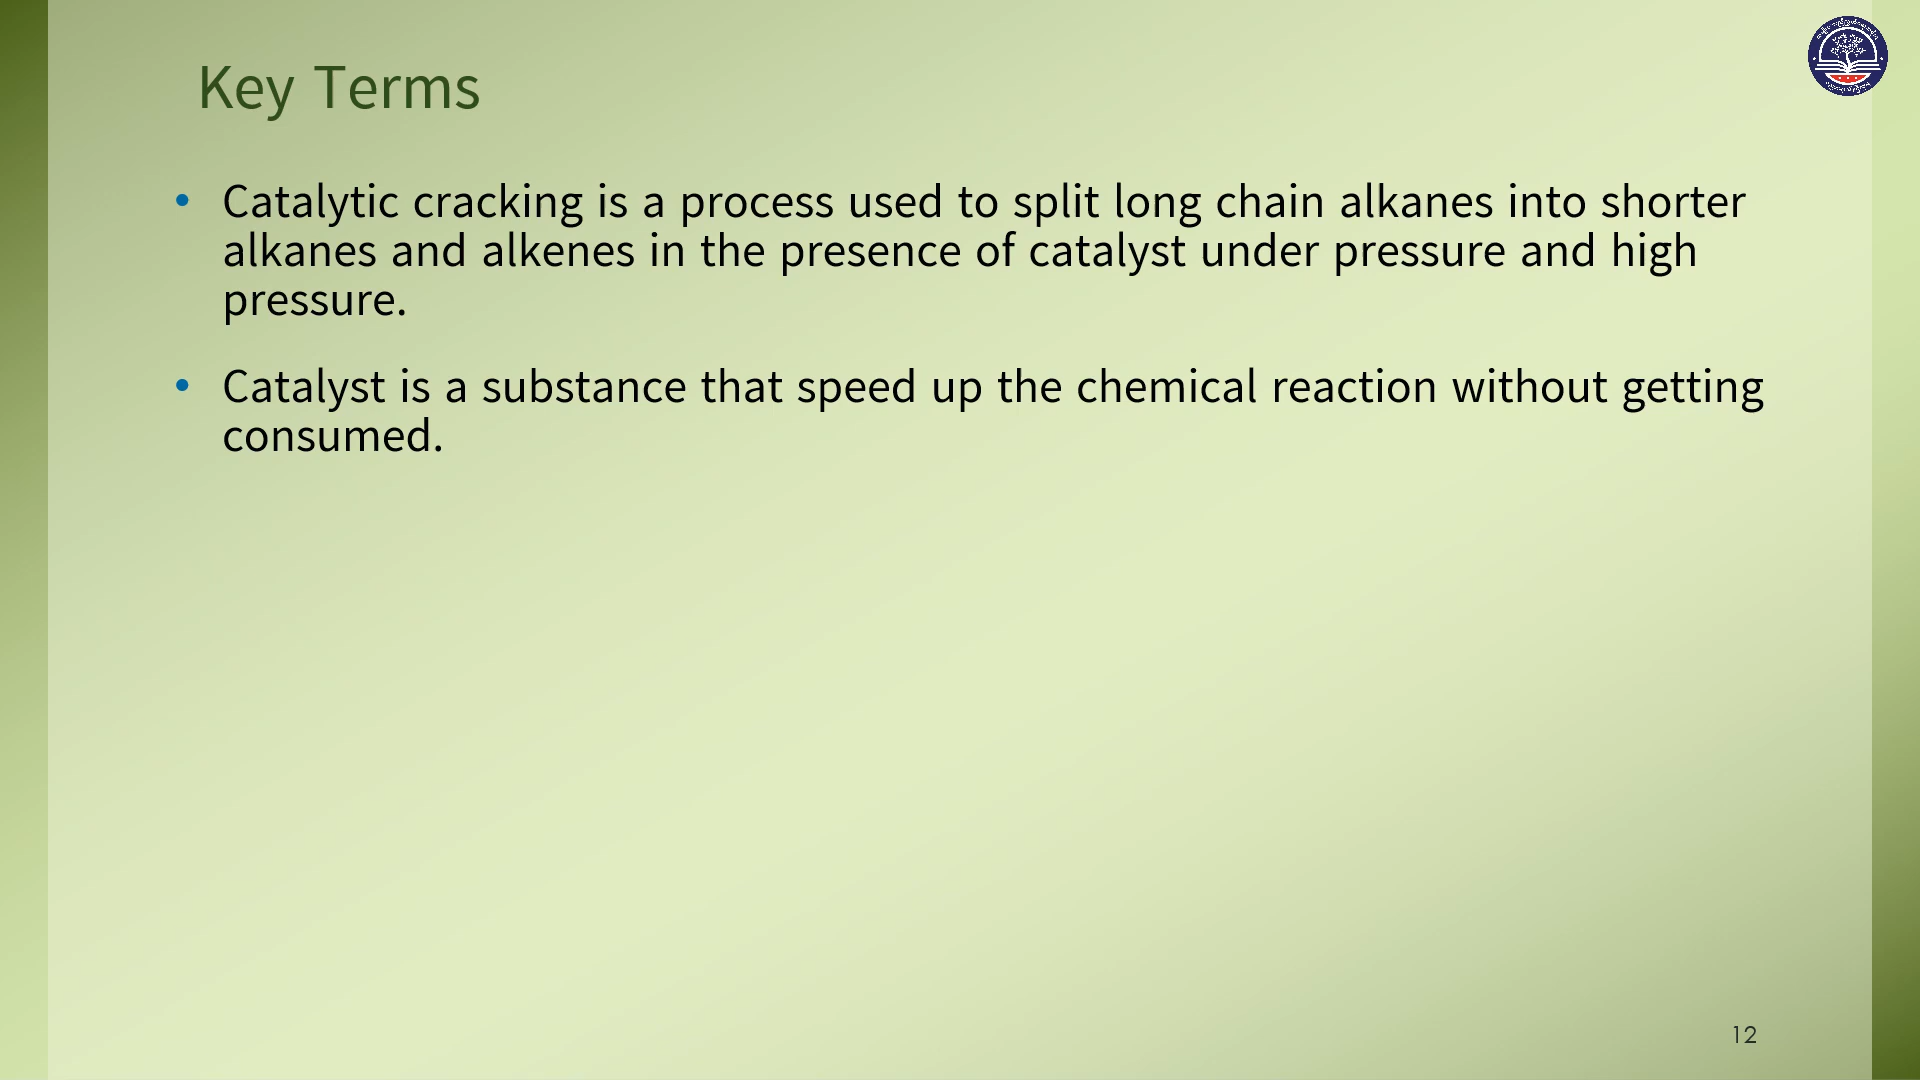 Key Terms
• Catalytic cracking is a process used to split long chain alkanes into shorter
alkanes and alkenes in the presence of catalyst under pressure and high
pressure.
• Catalyst is a substance that speed up the chemical reaction without getting
consumed.
12